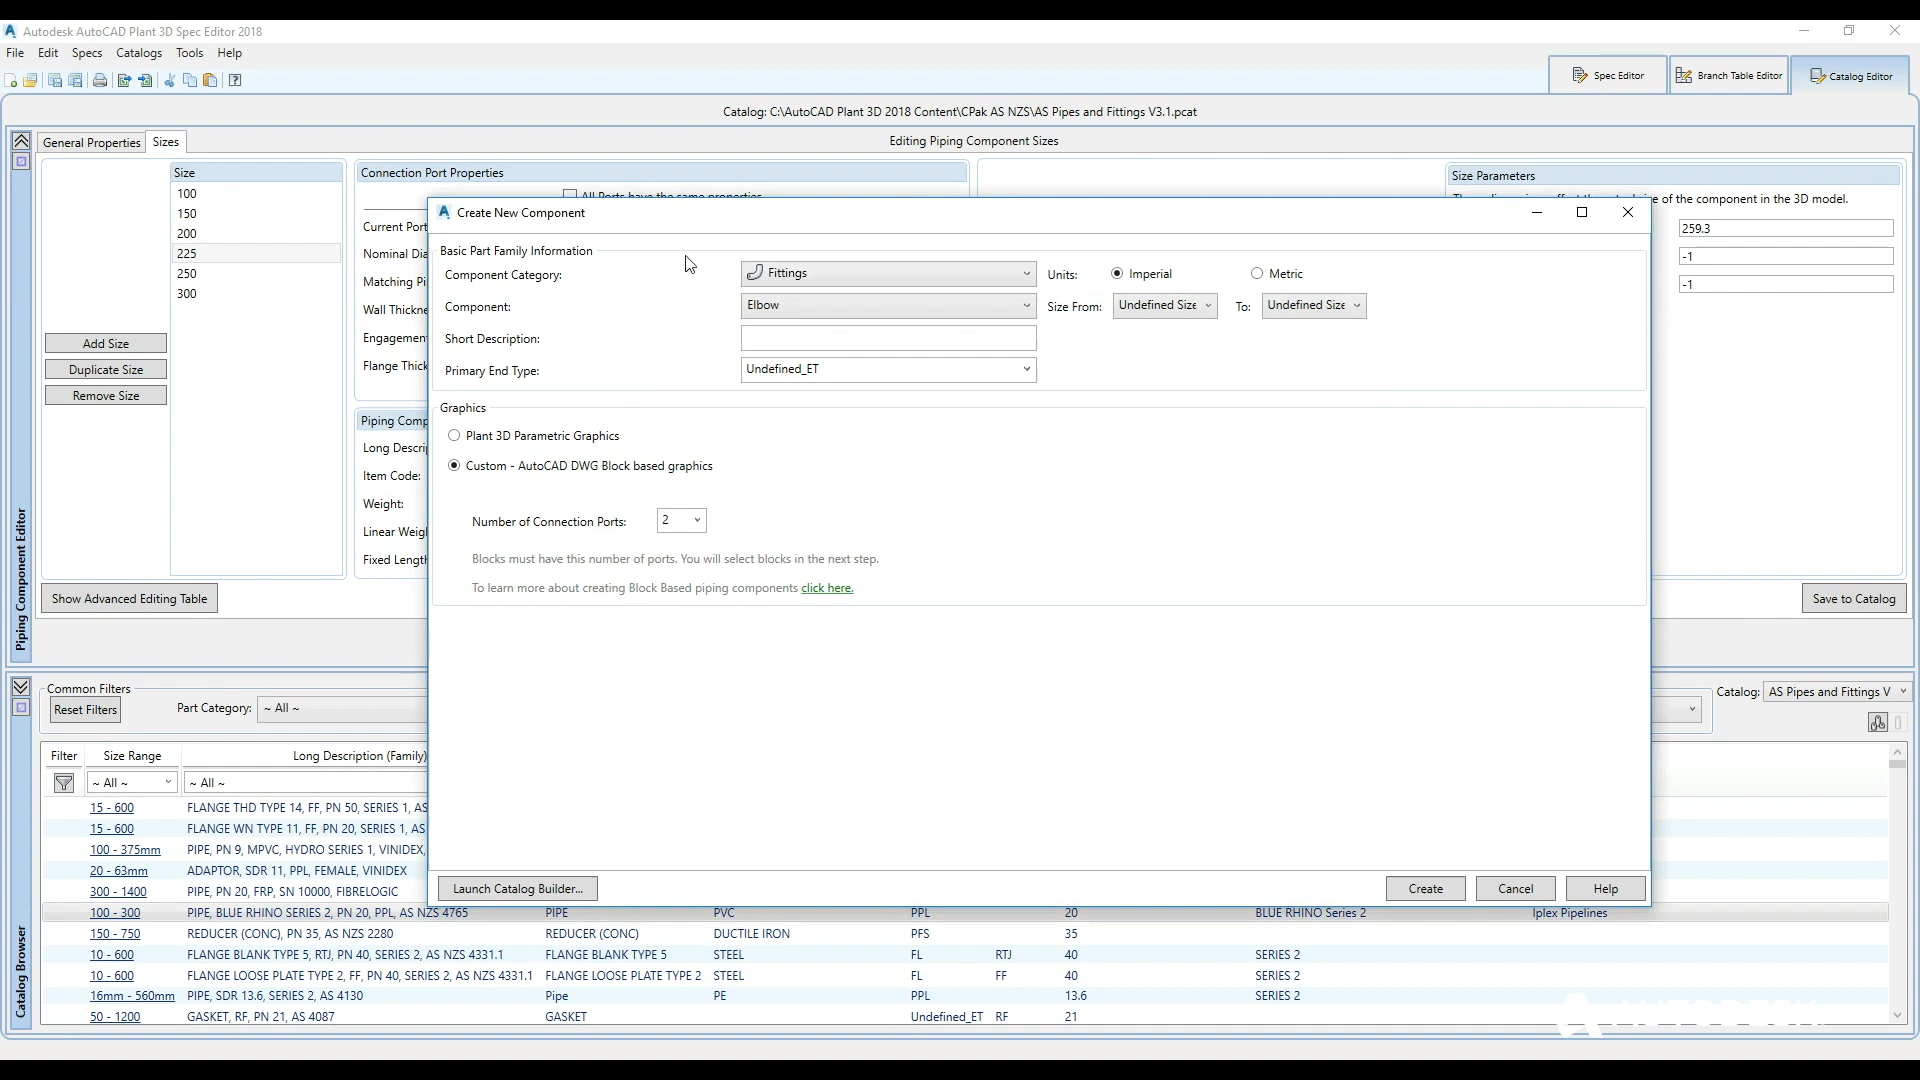 Autodesk AutoCAD Plant 3D Spec Editor 2018
File Edit Specs Catalogs Tools Help
Spec Editor
Branch Table Editor
Catalog Editor
Catalog: C:\AutoCAD Plant 3D 2018 Content\CPak AS NZS\AS Pipes and Fittings V3.1.pcat
General Properties Sizes
Editing Piping Component Sizes
Piping Component Editor
Size
100
150
200
225
250
300
Add Size
Duplicate Size
Remove Size
Show Advanced Editing Table
Connection Port Properties
All Ports have the same properties
Current Port
Nominal Dia
Matching Pi
Wall Thickne
Engagemen
Flange Thick
Piping Comp
Long Descri
Item Code:
Weight:
Linear Weig
Fixed Length
Size Parameters
of the component in the 3D model.
259.3
-1
-1
Save to Catalog
Create New Component
Basic Part Family Information
Component Category: Fittings Units: Imperial Metric
Component: Elbow Size From: Undefined Size To: Undefined Size
Short Description:
Primary End Type: Undefined_ET
Graphics
Plant 3D Parametric Graphics
Custom - AutoCAD DWG Block based graphics
Number of Connection Ports: 2
Blocks must have this number of ports. You will select blocks in the next step.
To learn more about creating Block Based piping components click here.
Launch Catalog Builder... Create Cancel Help
Catalog Browser
Common Filters
Reset Filters Part Category: ~ All ~
Catalog: AS Pipes and Fittings V
Filter Size Range Long Description (Family)
~ All ~ ~ All ~
15 - 600 FLANGE THD TYPE 14, FF, PN 50, SERIES 1, AS
15 - 600 FLANGE WN TYPE 11, FF, PN 20, SERIES 1, AS
100 - 375mm PIPE, PN 9, MPVC, HYDRO SERIES 1, VINIDEX,
20 - 63mm ADAPTOR, SDR 11, PPL, FEMALE, VINIDEX
300 - 1400 PIPE, PN 20, FRP, SN 10000, FIBRELOGIC
100 - 300 PIPE, BLUE RHINO SERIES 2, PN 20, PPL, AS NZS 4765 PIPE PVC PPL 20 BLUE RHINO Series 2 Iplex Pipelines
150 - 750 REDUCER (CONC), PN 35, AS NZS 2280 REDUCER (CONC) DUCTILE IRON PFS 35
10 - 600 FLANGE BLANK TYPE 5, RTJ, PN 40, SERIES 2, AS NZS 4331.1 FLANGE BLANK TYPE 5 STEEL FL RTJ 40 SERIES 2
10 - 600 FLANGE LOOSE PLATE TYPE 2, FF, PN 40, SERIES 2, AS NZS 4331.1 FLANGE LOOSE PLATE TYPE 2 STEEL FL FF 40 SERIES 2
16mm - 560mm PIPE, SDR 13.6, SERIES 2, AS 4130 Pipe PE PPL 13.6 SERIES 2
50 - 1200 GASKET, RF, PN 21, AS 4087 GASKET Undefined_ET RF 21
AUTODESK